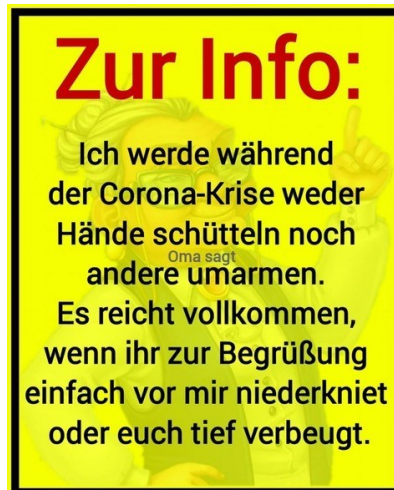 Zur Info:
Ich werde während
der Corona-Krise weder
Hände schütteln noch
Oma sagt
andere umarmen.
Es reicht vollkommen,
wenn ihr zur Begrüßung
einfach vor mir niederkniet
oder euch tief verbeugt.